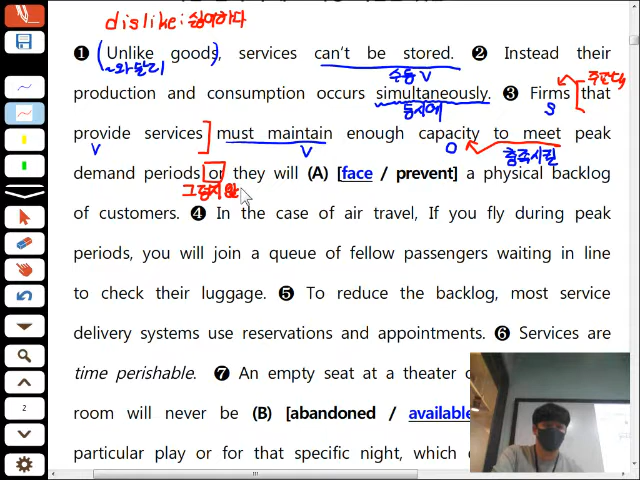 dislike: 싫어하다
❶ (Unlike goods), services can't be stored. ❷ Instead their
~와 달리
수동 V
production and consumption occurs simultaneously. ❸ Firms that
동시에
S
주관대
provide services] must maintain enough capacity to meet peak
V
V
O
충족시킬
demand periods or they will (A) [face / prevent] a physical backlog
그렇지 않
of customers. ❹ In the case of air travel, If you fly during peak
periods, you will join a queue of fellow passengers waiting in line
to check their luggage. ❺ To reduce the backlog, most service
delivery systems use reservations and appointments. ❻ Services are
time perishable. ❼ An empty seat at a theater
room will never be (B) [abandoned / available
particular play or for that specific night, which
2